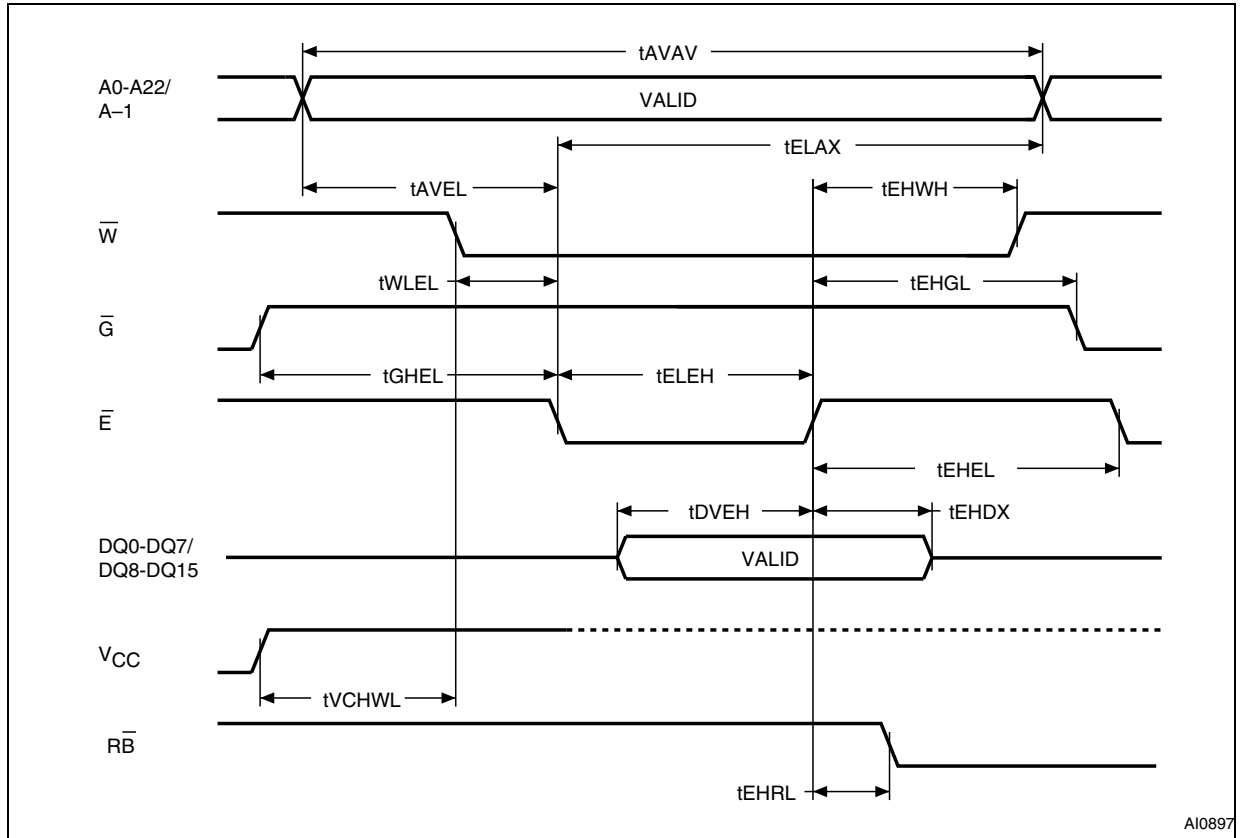 tAVAV
A0-A22/
A–1
VALID
tELAX
tAVEL
tEHWH
W̅
tWLEL
tEHGL
G̅
tGHEL
tELEH
E̅
tEHEL
tDVEH
tEHDX
DQ0-DQ7/
DQ8-DQ15
VALID
VCC
tVCHWL
RB̅
tEHRL
AI0897